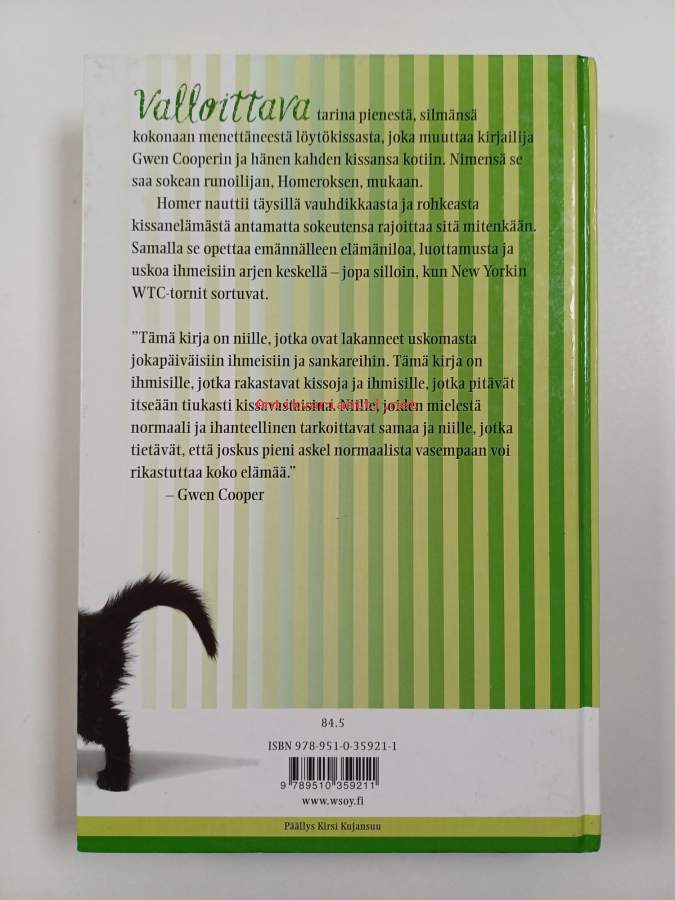 Valloittava tarina pienestä, silmänsä
kokonaan menettäneestä löytökissasta, joka muuttaa kirjailija
Gwen Cooperin ja hänen kahden kissansa kotiin. Nimensä se
saa sokean runoilijan, Homeroksen, mukaan.
Homer nauttii täysillä vauhdikkaasta ja rohkeasta
kissanelämästä antamatta sokeutensa rajoittaa sitä mitenkään.
Samalla se opettaa emännälleen elämäniloa, luottamusta ja
uskoa ihmeisiin arjen keskellä – jopa silloin, kun New Yorkin
WTC-tornit sortuvat.
”Tämä kirja on niille, jotka ovat lakanneet uskomasta
jokapäiväisiin ihmeisiin ja sankareihin. Tämä kirja on
ihmisille, jotka rakastavat kissoja ja ihmisille, jotka pitävät
itseään tiukasti kissavastaisina. Niille, joiden mielestä
normaali ja ihanteellinen tarkoittavat samaa ja niille, jotka
tietävät, että joskus pieni askel normaalista vasempaan voi
rikastuttaa koko elämää.”
– Gwen Cooper
84.5
ISBN 978-951-0-35921-1
9 789510 359211
www.wsoy.fi
Päällys Kirsi Kujansuu